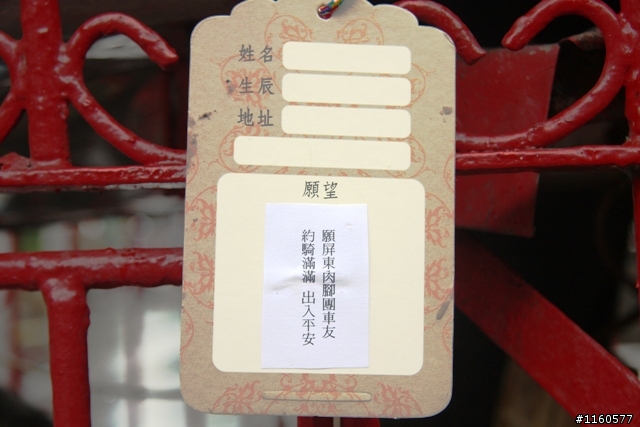 姓名
生辰
地址
願望
願屏東肉腳團車友
約騎滿滿 出入平安
#1160577